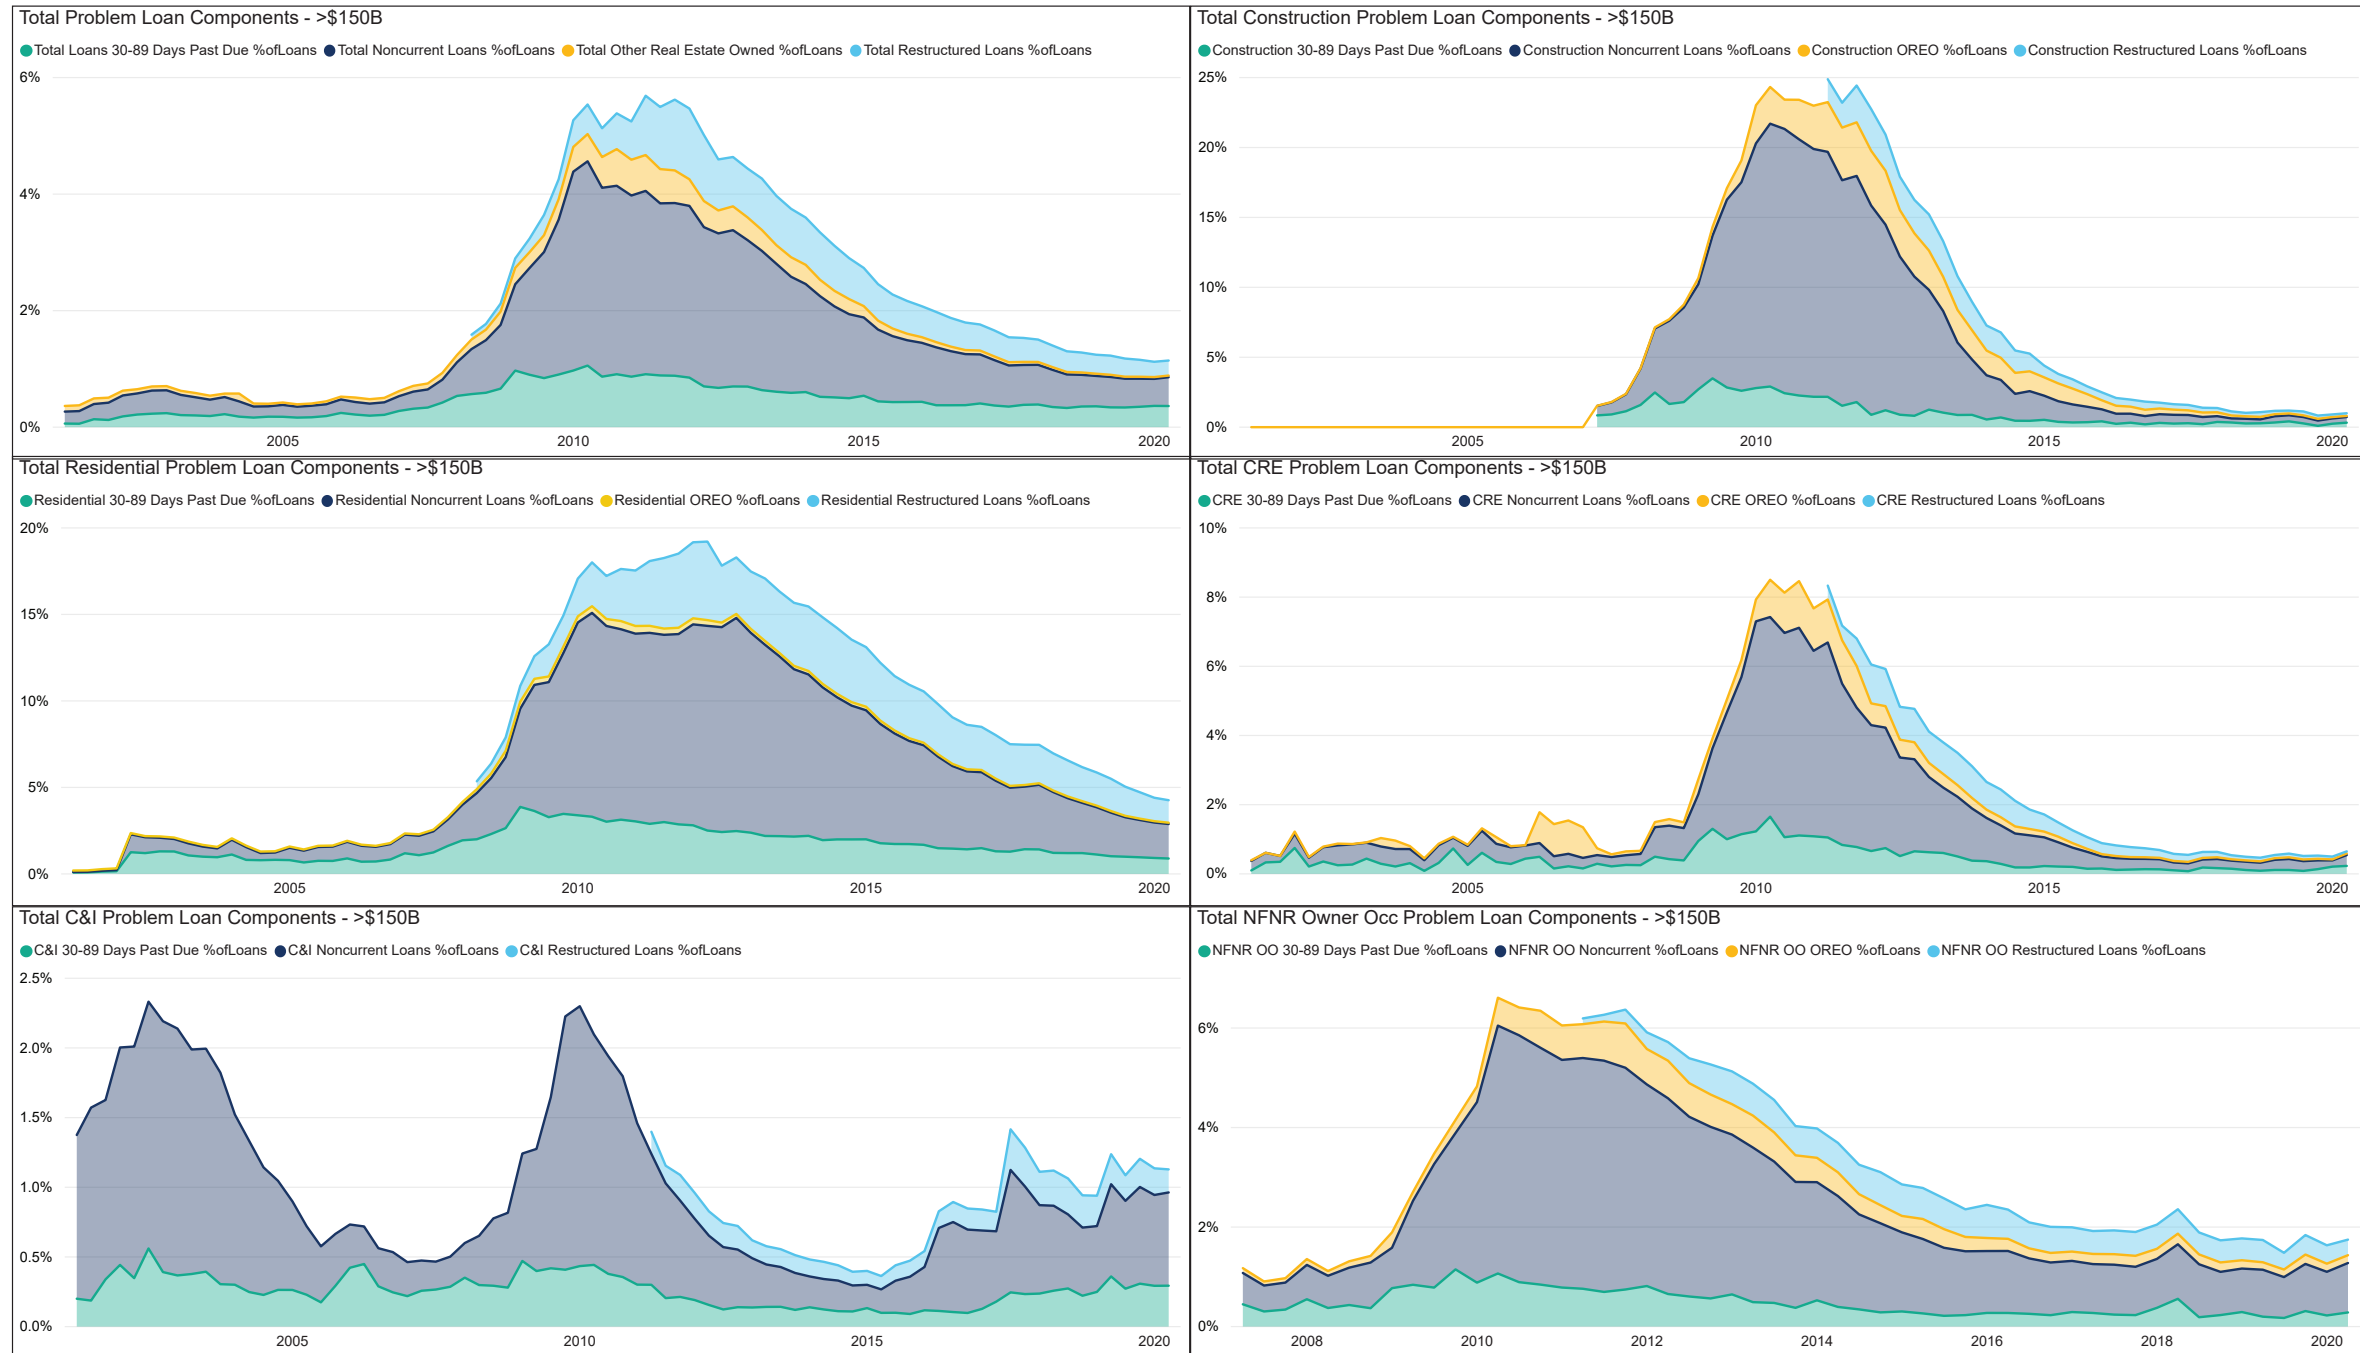 Total Problem Loan Components - >$150B
Total Loans 30-89 Days Past Due %ofLoans Total Noncurrent Loans %ofLoans Total Other Real Estate Owned %ofLoans Total Restructured Loans %ofLoans
6%
4%
2%
0%
2005 2010 2015 2020
Total Construction Problem Loan Components - >$150B
Construction 30-89 Days Past Due %ofLoans Construction Noncurrent Loans %ofLoans Construction OREO %ofLoans Construction Restructured Loans %ofLoans
25%
20%
15%
10%
5%
0%
2005 2010 2015 2020
Total Residential Problem Loan Components - >$150B
Residential 30-89 Days Past Due %ofLoans Residential Noncurrent Loans %ofLoans Residential OREO %ofLoans Residential Restructured Loans %ofLoans
20%
15%
10%
5%
0%
2005 2010 2015 2020
Total CRE Problem Loan Components - >$150B
CRE 30-89 Days Past Due %ofLoans CRE Noncurrent Loans %ofLoans CRE OREO %ofLoans CRE Restructured Loans %ofLoans
10%
8%
6%
4%
2%
0%
2005 2010 2015 2020
Total C&I Problem Loan Components - >$150B
C&I 30-89 Days Past Due %ofLoans C&I Noncurrent Loans %ofLoans C&I Restructured Loans %ofLoans
2.5%
2.0%
1.5%
1.0%
0.5%
0.0%
2005 2010 2015 2020
Total NFNR Owner Occ Problem Loan Components - >$150B
NFNR OO 30-89 Days Past Due %ofLoans NFNR OO Noncurrent %ofLoans NFNR OO OREO %ofLoans NFNR OO Restructured Loans %ofLoans
6%
4%
2%
0%
2008 2010 2012 2014 2016 2018 2020